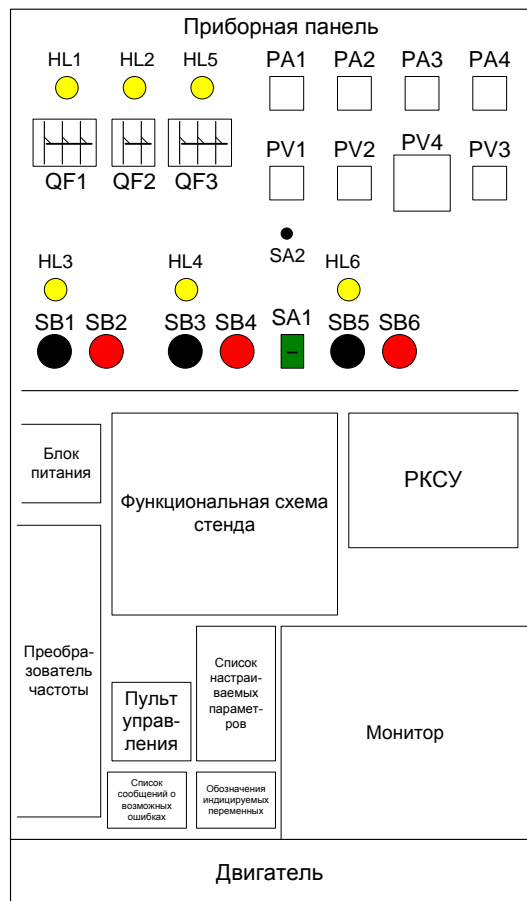 Приборная панель
HL1 HL2 HL5 PA1 PA2 PA3 PA4
QF1 QF2 QF3 PV1 PV2 PV4 PV3
SA2
HL3 HL4 HL6
SB1 SB2 SB3 SB4 SA1 SB5 SB6
Блок
питания
Функциональная схема
стенда
РКСУ
Преобра-
зователь
частоты
Пульт
управ-
ления
Список
настраи-
ваемых
парамет-
ров
Монитор
Список
сообщений о
возможных
ошибках
Обозначения
индицируемых
переменных
Двигатель